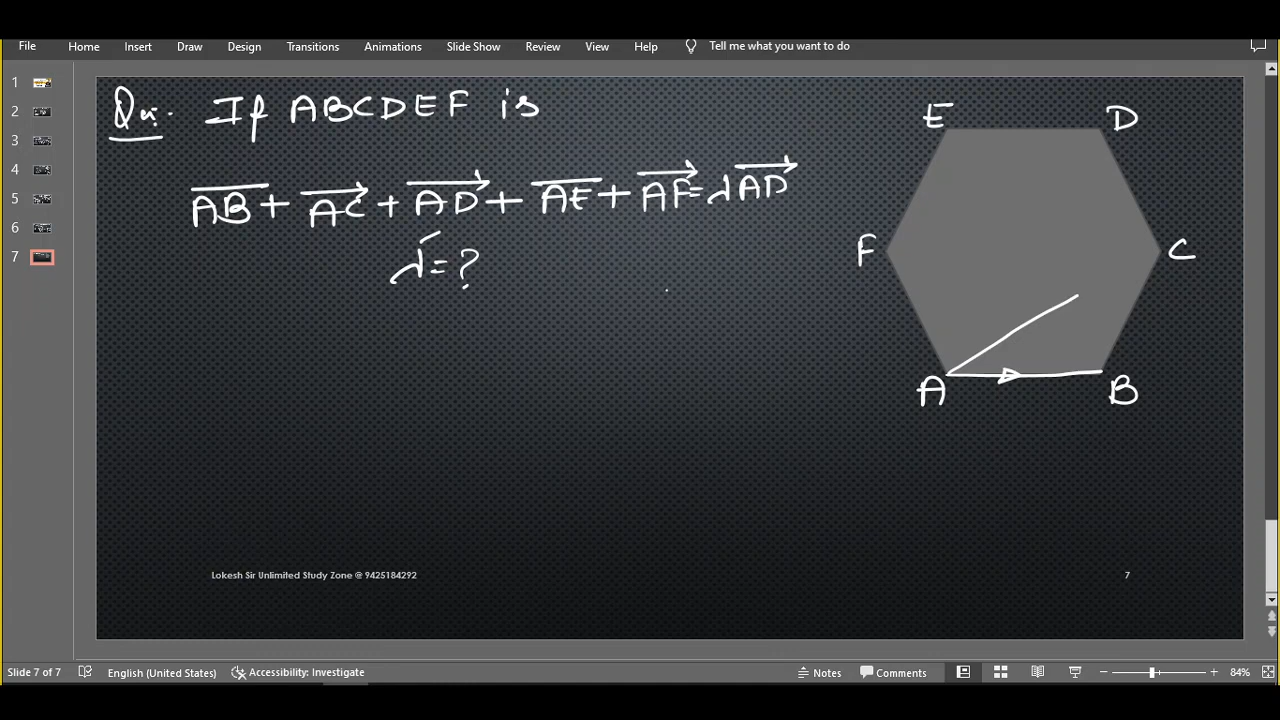 File Home Insert Draw Design Transitions Animations Slide Show Review View Help Tell me what you want to do
1
2
3
4
5
6
7
Qu. If ABCDEF is
AB + AC + AD + AE + AF = λAD
λ = ?
E D
F C
A B
Lokesh Sir Unlimited Study Zone @ 9425184292 7
Slide 7 of 7 English (United States) Accessibility: Investigate Notes Comments 84%